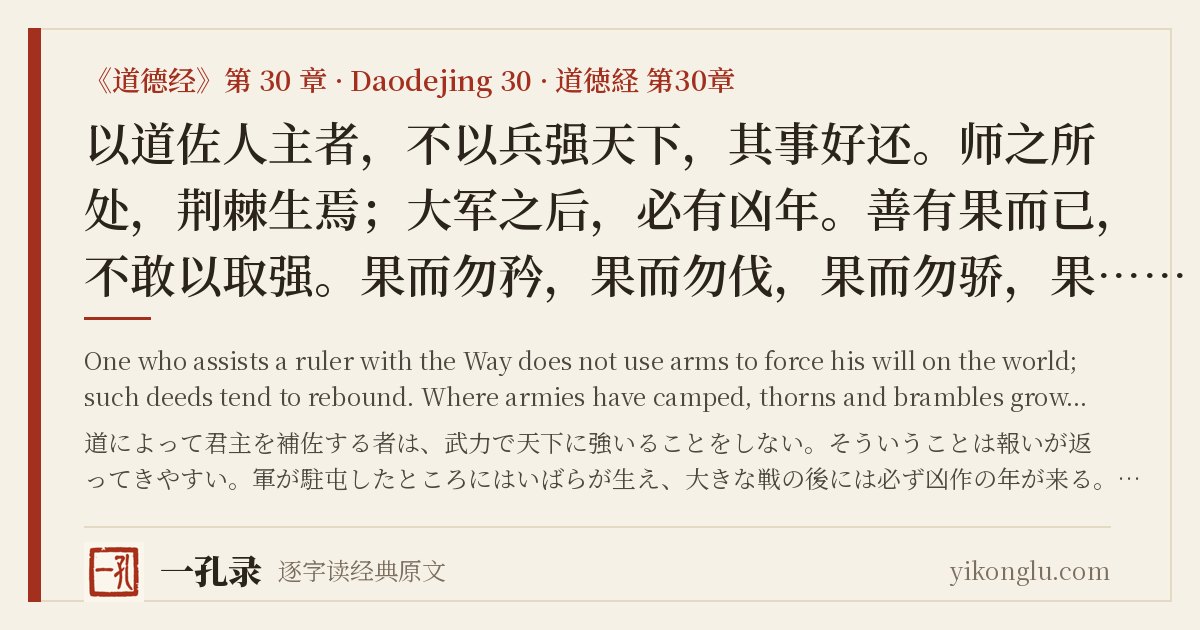 《道德经》第 30 章 · Daodejing 30 · 道徳経 第30章
以道佐人主者，不以兵强天下，其事好还。师之所
处，荆棘生焉；大军之后，必有凶年。善有果而已，
不敢以取强。果而勿矜，果而勿伐，果而勿骄，果……
One who assists a ruler with the Way does not use arms to force his will on the world;
such deeds tend to rebound. Where armies have camped, thorns and brambles grow...
道によって君主を補佐する者は、武力で天下に強いることをしない。そういうことは報いが返
ってきやすい。軍が駐屯したところにはいばらが生え、大きな戦の後には必ず凶作の年が来る。…
一孔
一孔录 逐字读经典原文
yikonglu.com